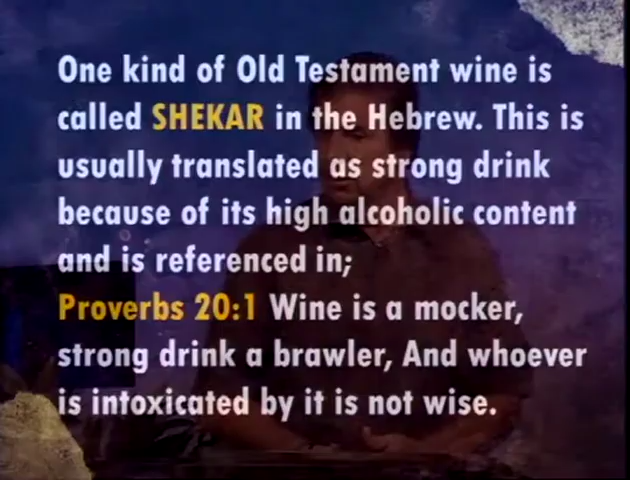 One kind of Old Testament wine is
called SHEKAR in the Hebrew. This is
usually translated as strong drink
because of its high alcoholic content
and is referenced in;
Proverbs 20:1 Wine is a mocker,
strong drink a brawler, And whoever
is intoxicated by it is not wise.